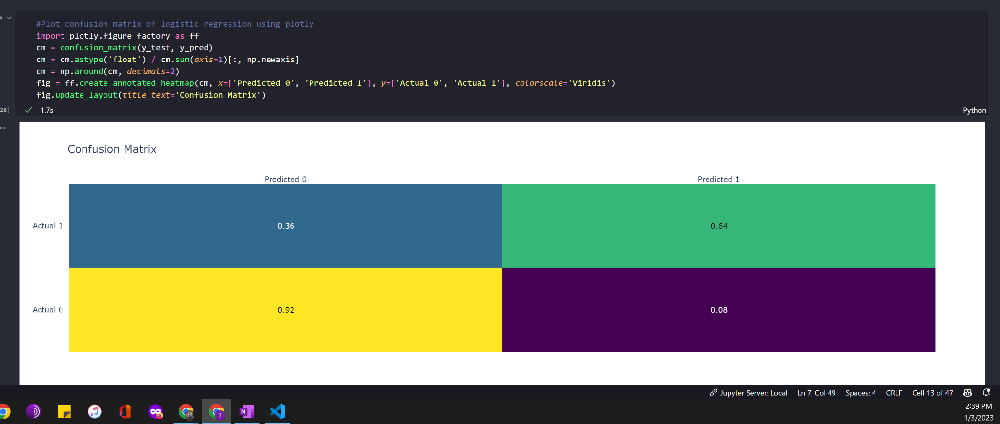 #Plot confusion matrix of logistic regression using plotly
import plotly.figure_factory as ff
cm = confusion_matrix(y_test, y_pred)
cm = cm.astype('float') / cm.sum(axis=1)[:, np.newaxis]
cm = np.around(cm, decimals=2)
fig = ff.create_annotated_heatmap(cm, x=['Predicted 0', 'Predicted 1'], y=['Actual 0', 'Actual 1'], colorscale='Viridis')
fig.update_layout(title_text='Confusion Matrix')
28] 1.7s Python
Confusion Matrix
Predicted 0 Predicted 1
Actual 1 0.36 0.64
Actual 0 0.92 0.08
Jupyter Server: Local Ln 7, Col 49 Spaces: 4 CRLF Cell 13 of 47
T N
2:39 PM
1/3/2023